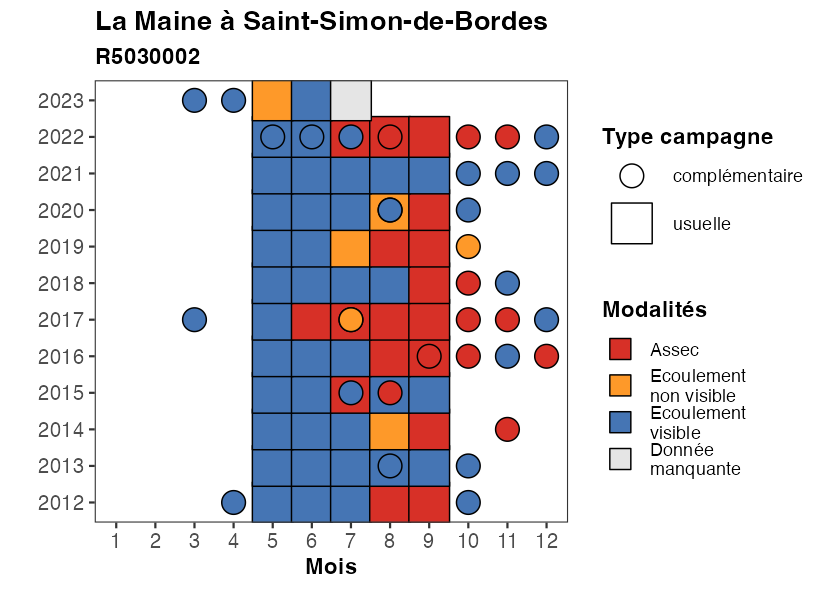 La Maine à Saint-Simon-de-Bordes
R5030002
2023
2022
2021
2020
2019
2018
2017
2016
2015
2014
2013
2012
1 2 3 4 5 6 7 8 9 10 11 12
Mois
Type campagne
complémentaire
usuelle
Modalités
Assec
Ecoulement
non visible
Ecoulement
visible
Donnée
manquante